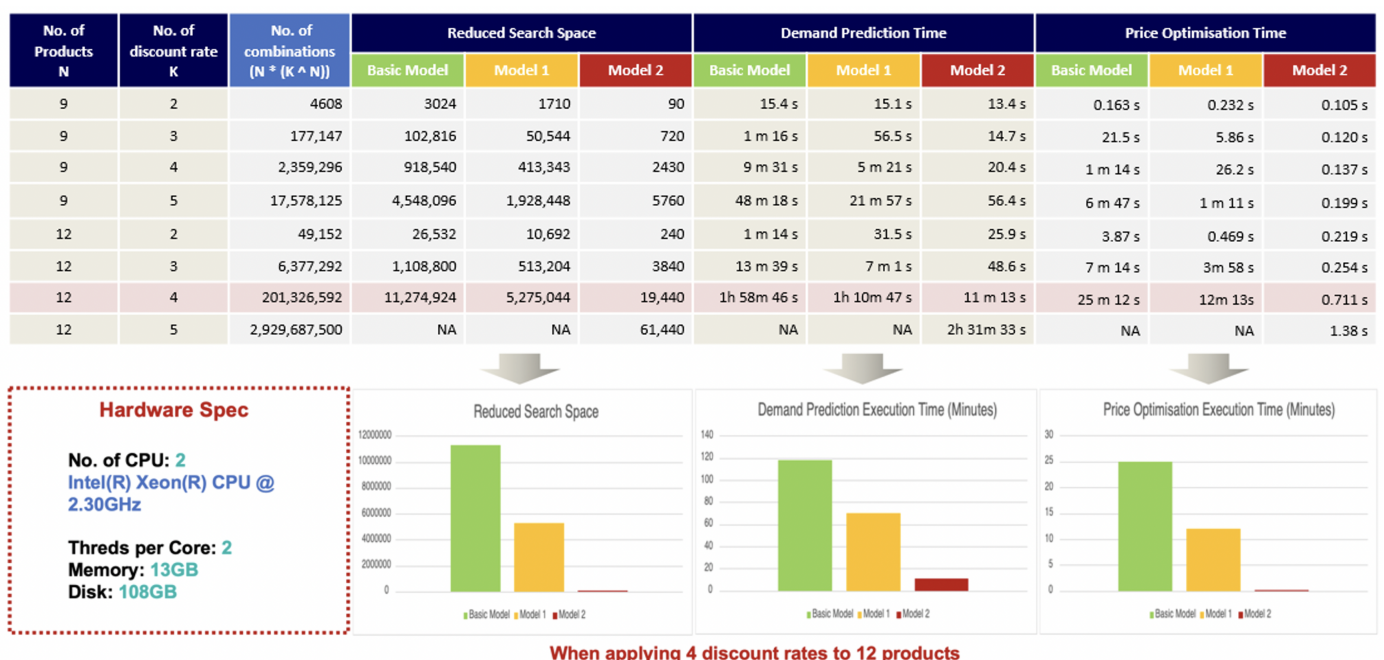 No. of Products N No. of discount rate K No. of combinations (N * (K ^ N)) Reduced Search Space Demand Prediction Time Price Optimisation Time
Basic Model Model 1 Model 2 Basic Model Model 1 Model 2 Basic Model Model 1 Model 2
9 2 4608 3024 1710 90 15.4 s 15.1 s 13.4 s 0.163 s 0.232 s 0.105 s
9 3 177,147 102,816 50,544 720 1 m 16 s 56.5 s 14.7 s 21.5 s 5.86 s 0.120 s
9 4 2,359,296 918,540 413,343 2430 9 m 31 s 5 m 21 s 20.4 s 1 m 14 s 26.2 s 0.137 s
9 5 17,578,125 4,548,096 1,928,448 5760 48 m 18 s 21 m 57 s 56.4 s 6 m 47 s 1 m 11 s 0.199 s
12 2 49,152 26,532 10,692 240 1 m 14 s 31.5 s 25.9 s 3.87 s 0.469 s 0.219 s
12 3 6,377,292 1,108,800 513,204 3840 13 m 39 s 7 m 1 s 48.6 s 7 m 14 s 3m 58 s 0.254 s
12 4 201,326,592 11,274,924 5,275,044 19,440 1h 58m 46 s 1h 10m 47 s 11 m 13 s 25 m 12 s 12m 13s 0.711 s
12 5 2,929,687,500 NA NA 61,440 NA NA 2h 31m 33 s NA NA 1.38 s
Hardware Spec
No. of CPU: 2
Intel(R) Xeon(R) CPU @
2.30GHz
Threds per Core: 2
Memory: 13GB
Disk: 108GB
Reduced Search Space
12000000
10000000
8000000
6000000
4000000
2000000
0
Basic Model Model 1 Model 2
Demand Prediction Execution Time (Minutes)
140
120
100
80
60
40
20
0
Basic Model Model 1 Model 2
Price Optimisation Execution Time (Minutes)
30
25
20
15
10
5
0
Basic Model Model 1 Model 2
When applying 4 discount rates to 12 products